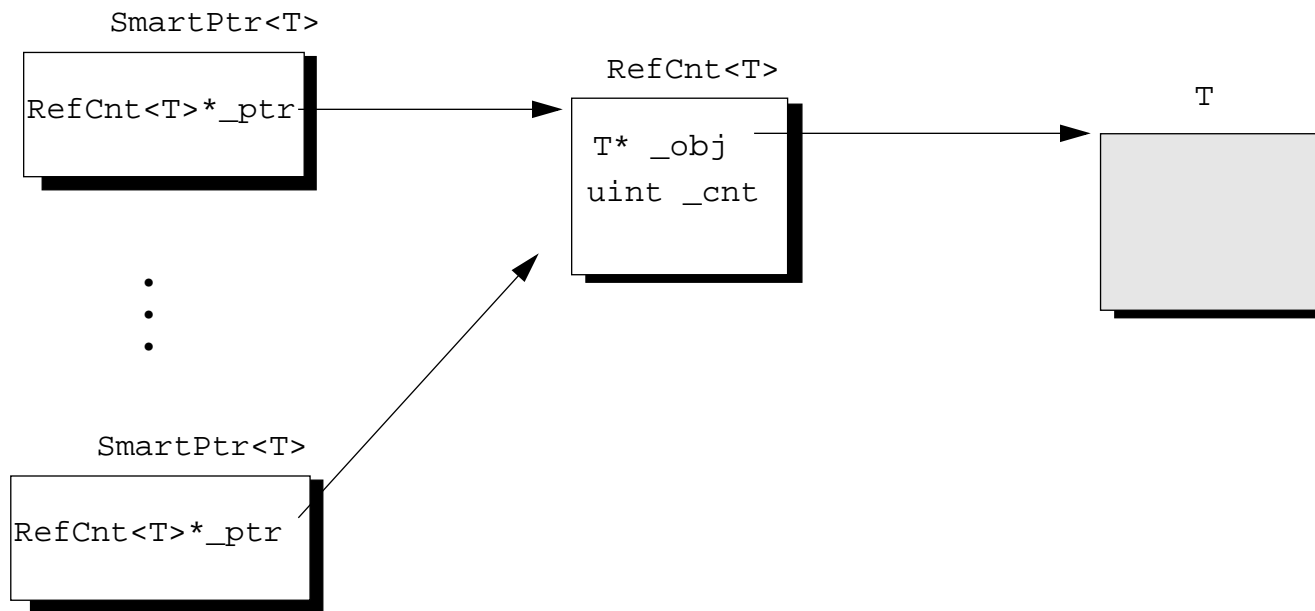 SmartPtr<T>
RefCnt<T>*_ptr
RefCnt<T>
T* _obj
uint _cnt
T
SmartPtr<T>
RefCnt<T>*_ptr